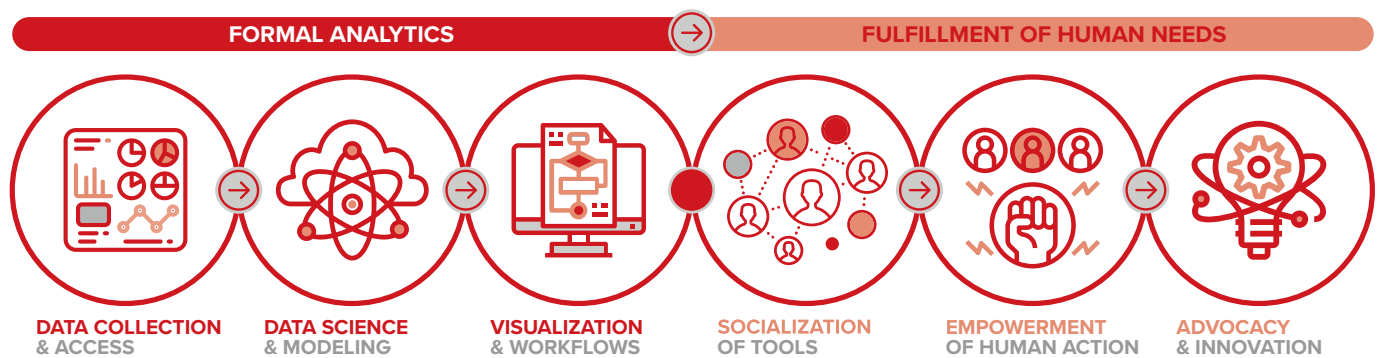 FORMAL ANALYTICS
FULFILLMENT OF HUMAN NEEDS
DATA COLLECTION
& ACCESS
DATA SCIENCE
& MODELING
VISUALIZATION
& WORKFLOWS
SOCIALIZATION
OF TOOLS
EMPOWERMENT
OF HUMAN ACTION
ADVOCACY
& INNOVATION